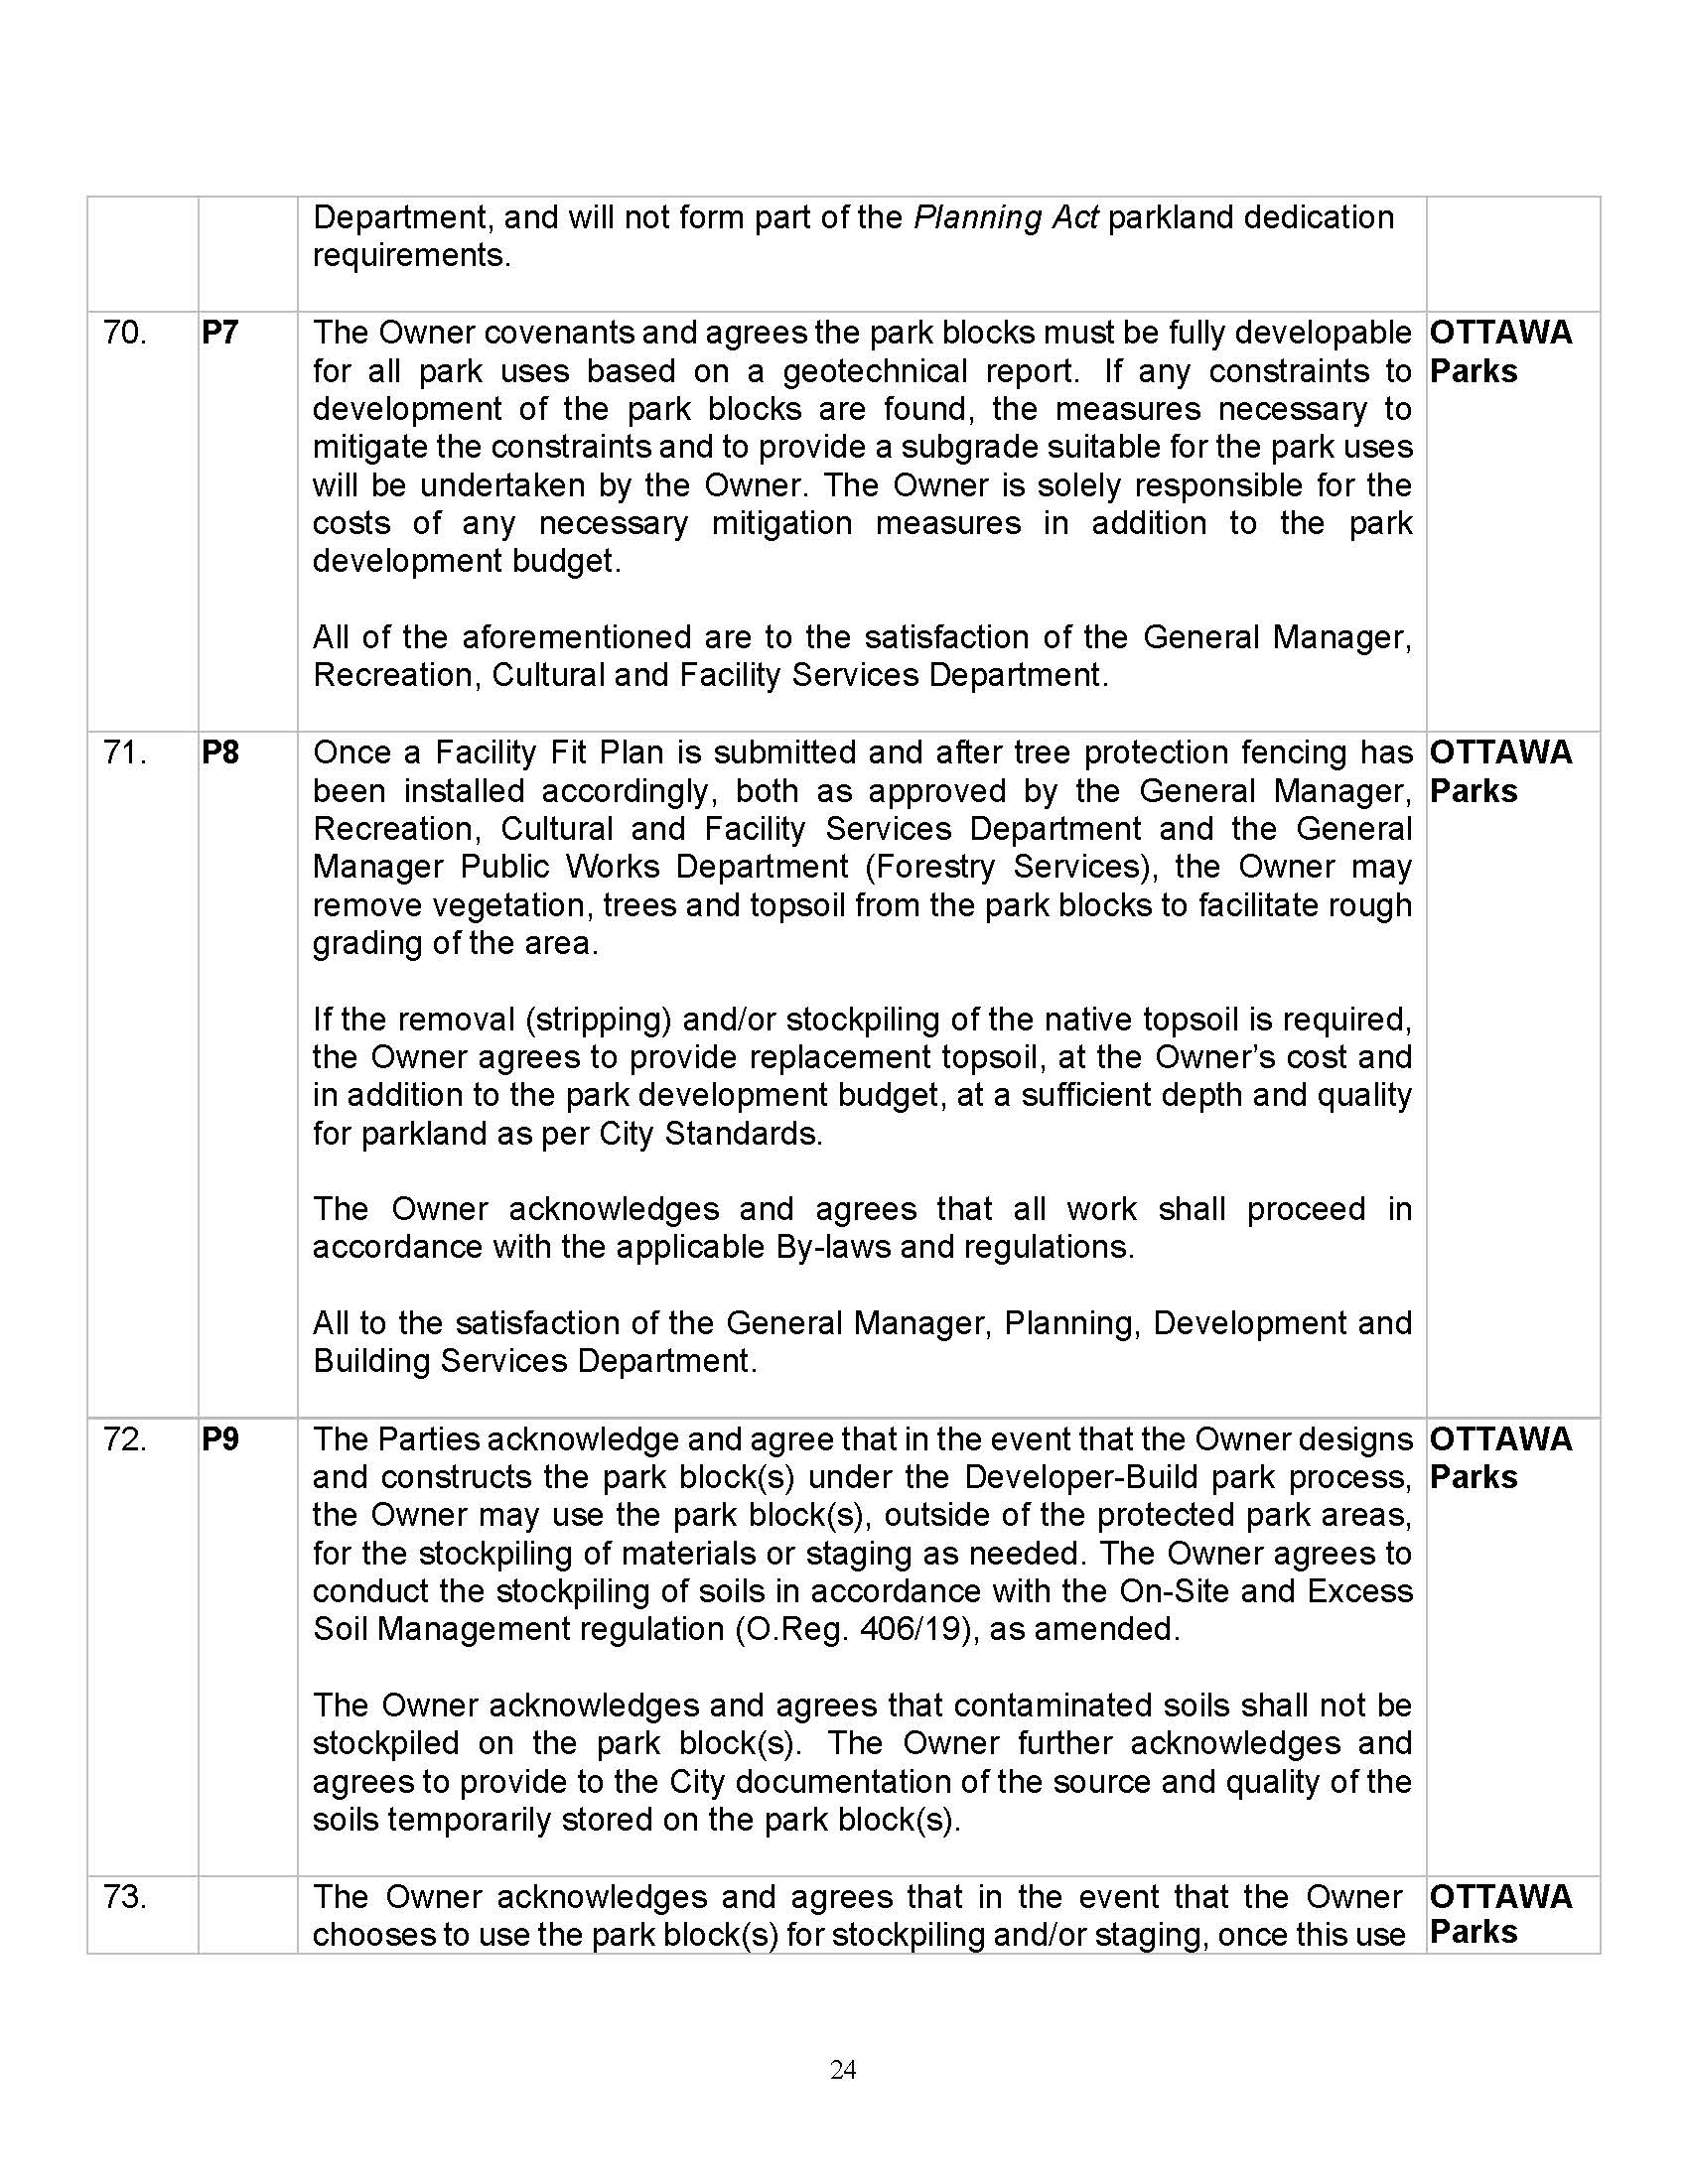 Department, and will not form part of the Planning Act parkland dedication
requirements.
70. P7 The Owner covenants and agrees the park blocks must be fully developable OTTAWA
for all park uses based on a geotechnical report. If any constraints to Parks
development of the park blocks are found, the measures necessary to
mitigate the constraints and to provide a subgrade suitable for the park uses
will be undertaken by the Owner. The Owner is solely responsible for the
costs of any necessary mitigation measures in addition to the park
development budget.
All of the aforementioned are to the satisfaction of the General Manager,
Recreation, Cultural and Facility Services Department.
71. P8 Once a Facility Fit Plan is submitted and after tree protection fencing has OTTAWA
been installed accordingly, both as approved by the General Manager, Parks
Recreation, Cultural and Facility Services Department and the General
Manager Public Works Department (Forestry Services), the Owner may
remove vegetation, trees and topsoil from the park blocks to facilitate rough
grading of the area.
If the removal (stripping) and/or stockpiling of the native topsoil is required,
the Owner agrees to provide replacement topsoil, at the Owner’s cost and
in addition to the park development budget, at a sufficient depth and quality
for parkland as per City Standards.
The Owner acknowledges and agrees that all work shall proceed in
accordance with the applicable By-laws and regulations.
All to the satisfaction of the General Manager, Planning, Development and
Building Services Department.
72. P9 The Parties acknowledge and agree that in the event that the Owner designs OTTAWA
and constructs the park block(s) under the Developer-Build park process, Parks
the Owner may use the park block(s), outside of the protected park areas,
for the stockpiling of materials or staging as needed. The Owner agrees to
conduct the stockpiling of soils in accordance with the On-Site and Excess
Soil Management regulation (O.Reg. 406/19), as amended.
The Owner acknowledges and agrees that contaminated soils shall not be
stockpiled on the park block(s). The Owner further acknowledges and
agrees to provide to the City documentation of the source and quality of the
soils temporarily stored on the park block(s).
73. The Owner acknowledges and agrees that in the event that the Owner OTTAWA
chooses to use the park block(s) for stockpiling and/or staging, once this use Parks
24